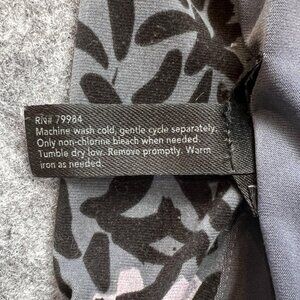 RN# 79984
Machine wash cold, gentle cycle separately.
Only non-chlorine bleach when needed.
Tumble dry low. Remove promptly. Warm
iron as needed.